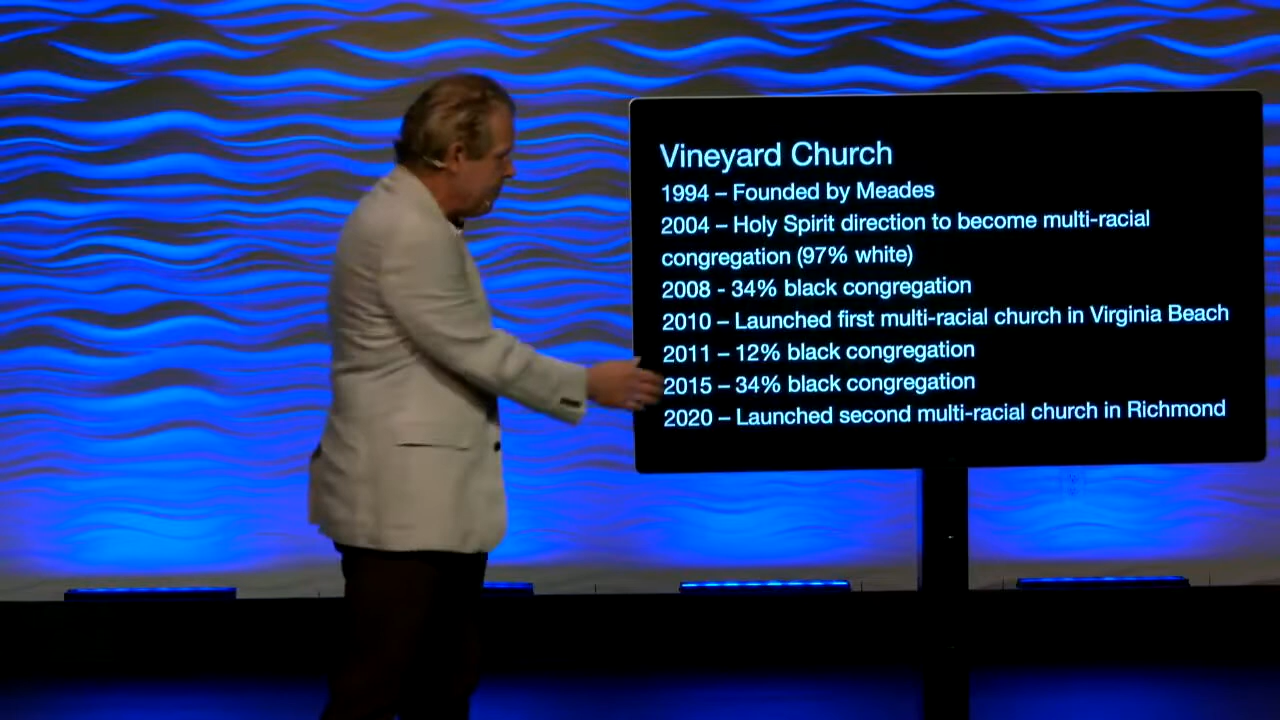 Vineyard Church
1994 – Founded by Meades
2004 – Holy Spirit direction to become multi-racial
congregation (97% white)
2008 - 34% black congregation
2010 – Launched first multi-racial church in Virginia Beach
2011 – 12% black congregation
2015 – 34% black congregation
2020 – Launched second multi-racial church in Richmond